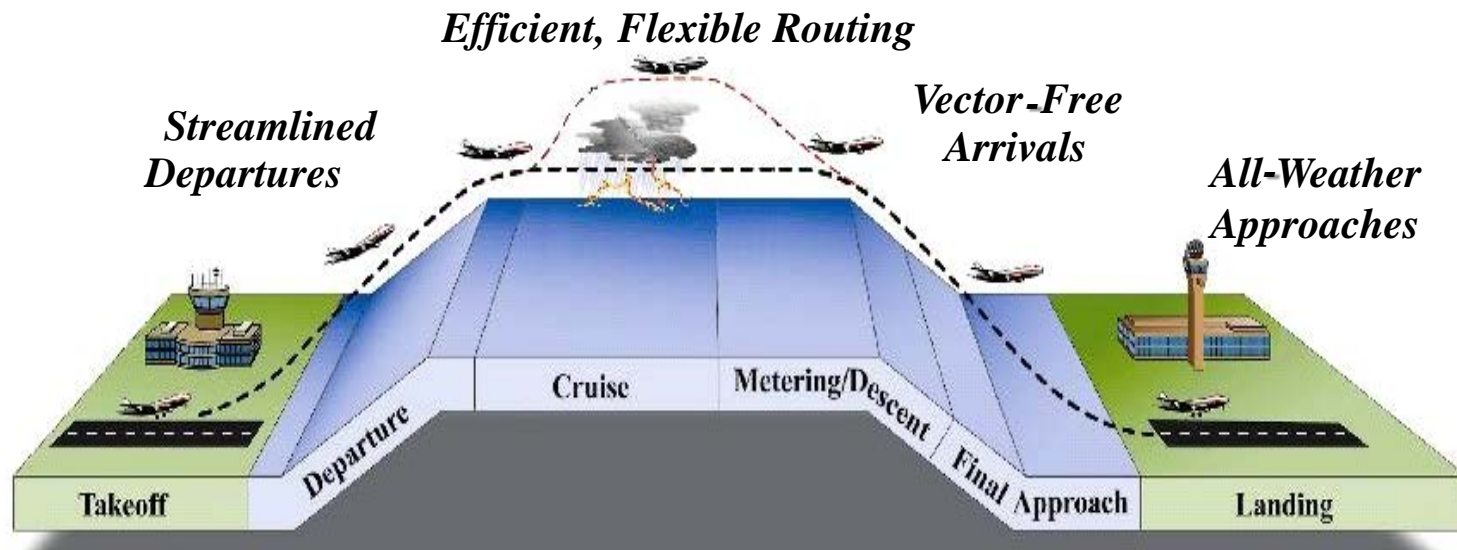 Efficient, Flexible Routing
Streamlined
Departures
Vector-Free
Arrivals
All-Weather
Approaches
Takeoff
Departure
Cruise
Metering/Descent
Final Approach
Landing